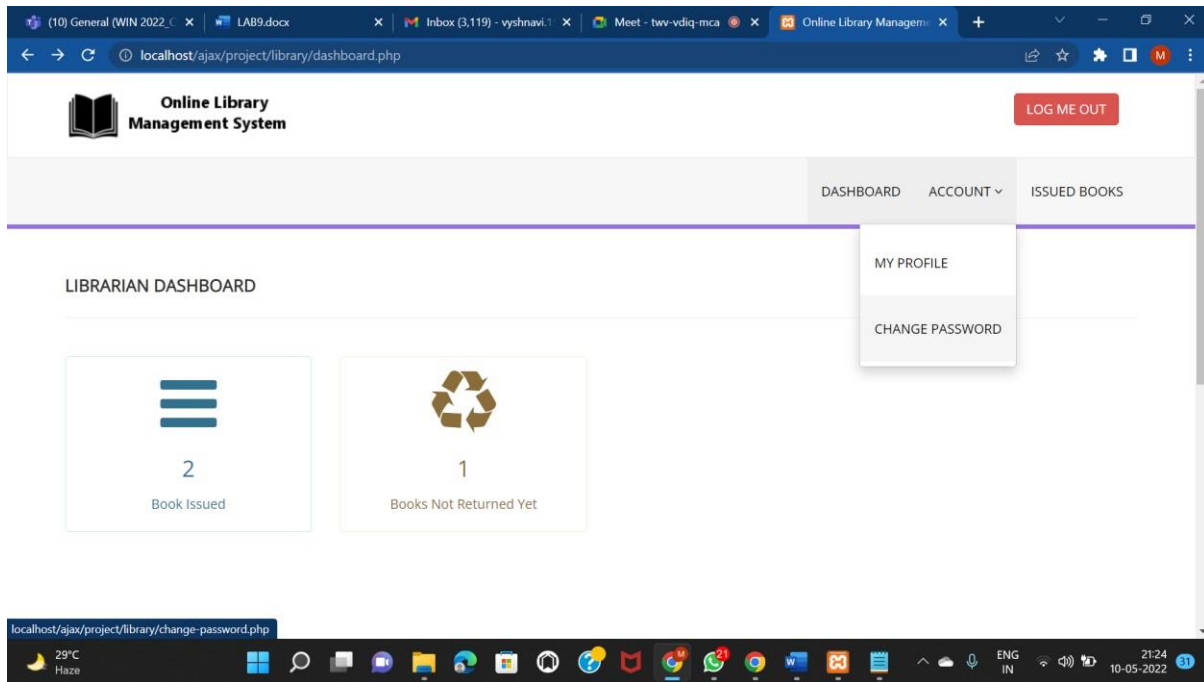 (10) General (WIN 2022_C
LAB9.docx
Inbox (3,119) - vyshnavi.1
Meet - twv-vdiq-mca
Online Library Managem
localhost/ajax/project/library/dashboard.php
M
Online Library
Management System
LOG ME OUT
DASHBOARD ACCOUNT ISSUED BOOKS
MY PROFILE
CHANGE PASSWORD
LIBRARIAN DASHBOARD
2
Book Issued
1
Books Not Returned Yet
localhost/ajax/project/library/change-password.php
29°C
Haze
21
ENG
IN
21:24
10-05-2022
31